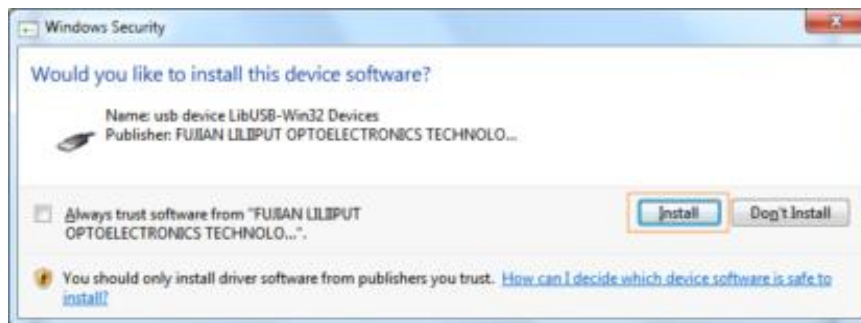 Windows Security
Would you like to install this device software?
Name: usb device LibUSB-Win32 Devices
Publisher: FUJIAN LILLIPUT OPTOELECTRONICS TECHNOLO...
Always trust software from "FUJIAN LILLIPUT
OPTOELECTRONICS TECHNOLO...".
Install
Don't Install
You should only install driver software from publishers you trust. How can I decide which device software is safe to
install?